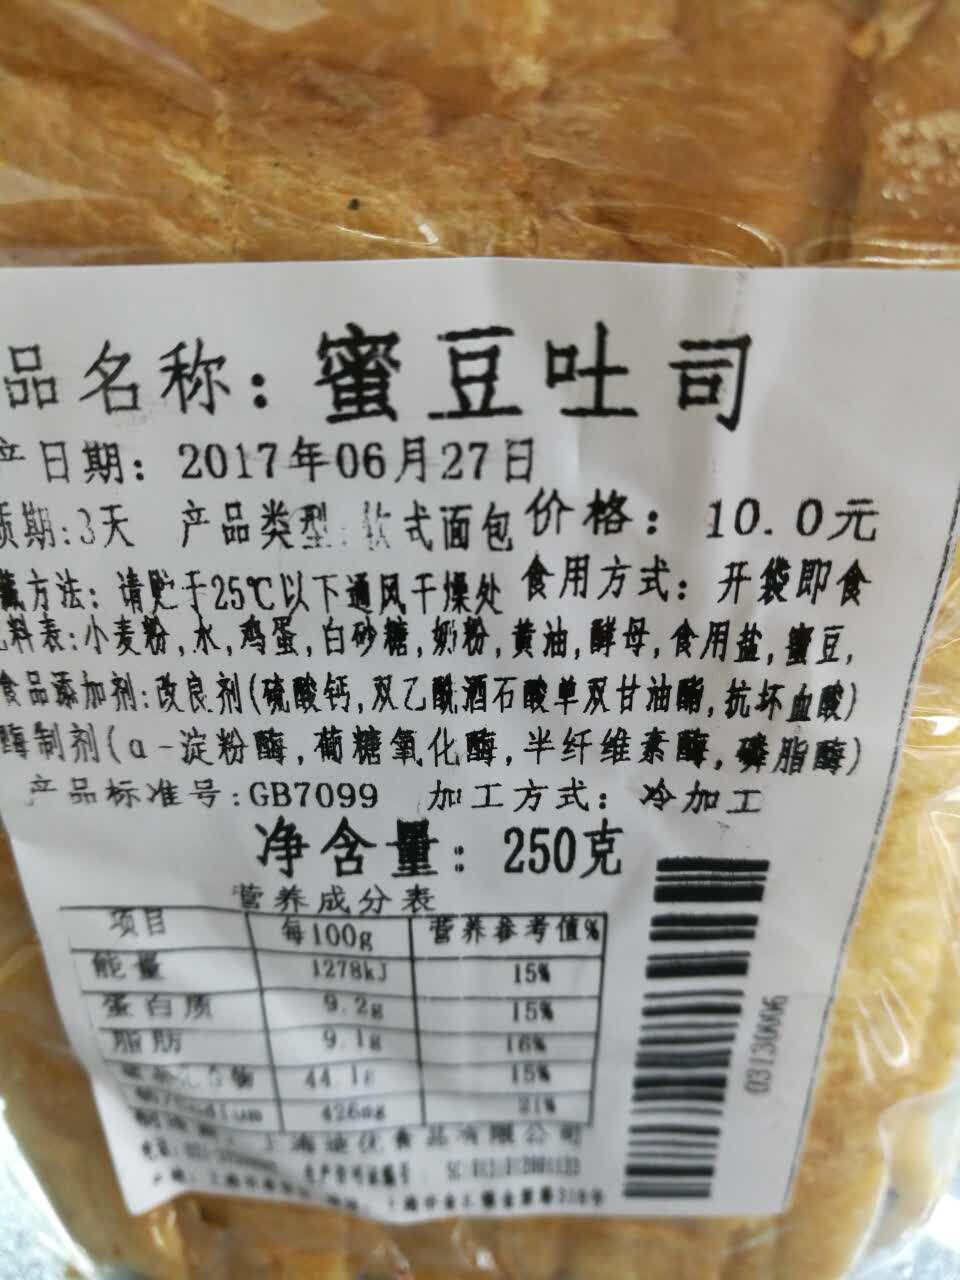 品名称：蜜豆吐司
产日期：2017年06月27日
质期:3天 产品类型:软式面包 价格：10.0元
藏方法：请贮于25℃以下通风干燥处 食用方式：开袋即食
料表:小麦粉,水,鸡蛋,白砂糖,奶粉,黄油,酵母,食用盐,蜜豆,
食品添加剂:改良剂(硫酸钙,双乙酰酒石酸单双甘油酯,抗坏血酸)
酶制剂(α-淀粉酶,葡糖氧化酶,半纤维素酶,磷脂酶)
产品标准号:GB7099 加工方式：冷加工
净含量：250克
营养成分表
项目 每100g 营养参考值%
能量 1278kJ 15%
蛋白质 9.2g 15%
脂肪 9.1g 16%
44.1g 15%
426mg 21%
上海迪优食品有限公司
03130006